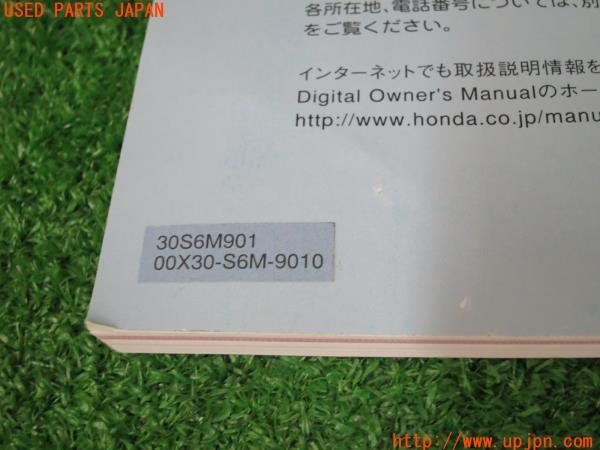 USED PARTS JAPAN
各所在地、電話番号については、別
をご覧ください。
インターネットでも取扱説明情報を
Digital Owner's Manualのホー
http://www.honda.co.jp/manu
30S6M901
00X30-S6M-9010
http://www.upjpn.com/